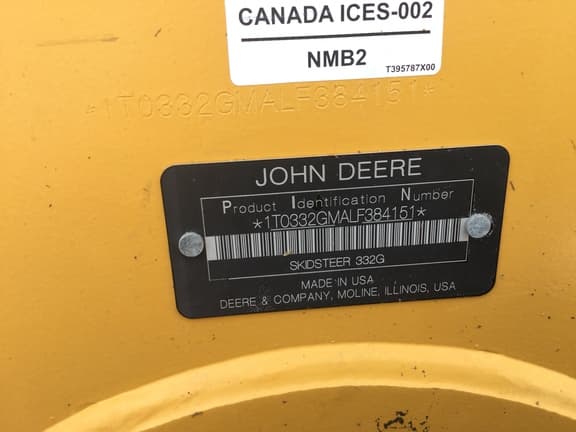 CANADA ICES-002
NMB2
T395787X00
*1T0332GMALF384151*
JOHN DEERE
Product Identification Number
*1T0332GMALF384151*
SKIDSTEER 332G
MADE IN USA
DEERE & COMPANY, MOLINE, ILLINOIS, USA